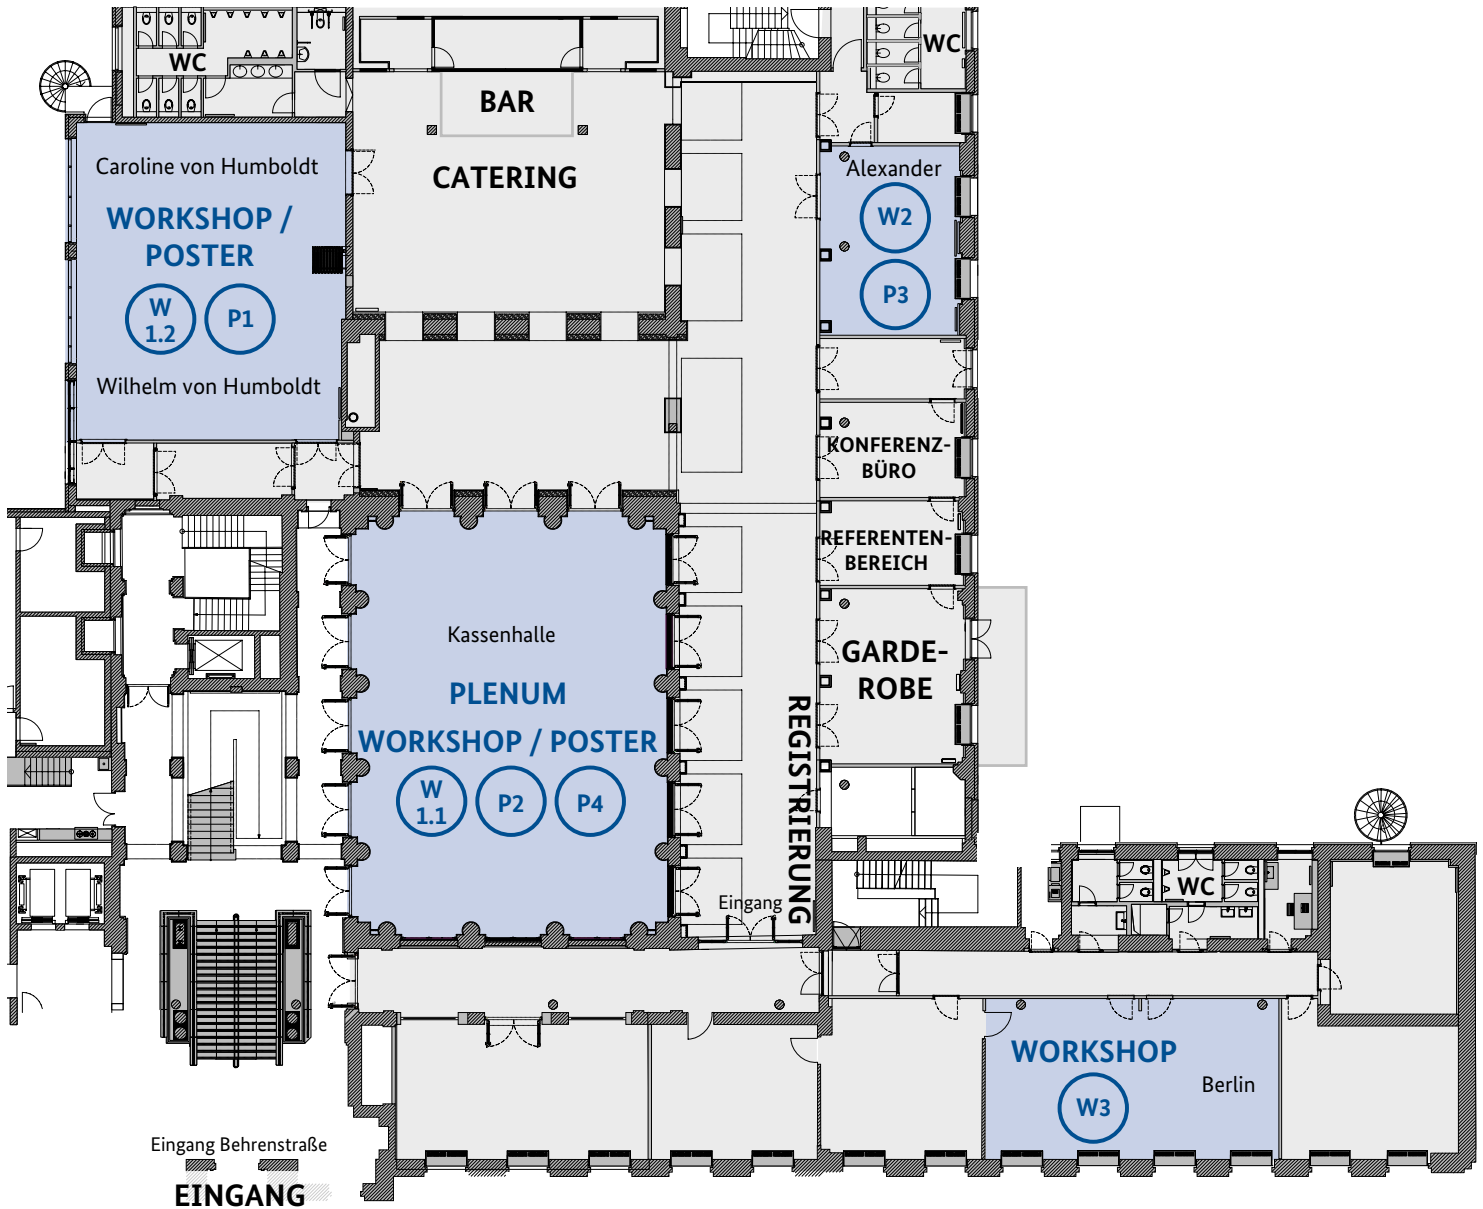 WC
WC
BAR
CATERING
Caroline von Humboldt
WORKSHOP /
POSTER
W
1.2
P1
Wilhelm von Humboldt
Alexander
W2
P3
KONFERENZ-
BÜRO
REFERENTEN-
BEREICH
GARDE-
ROBE
Kassenhalle
PLENUM
WORKSHOP / POSTER
W
1.1
P2
P4
REGISTRIERUNG
Eingang
WC
WORKSHOP
W3
Berlin
Eingang Behrenstraße
EINGANG